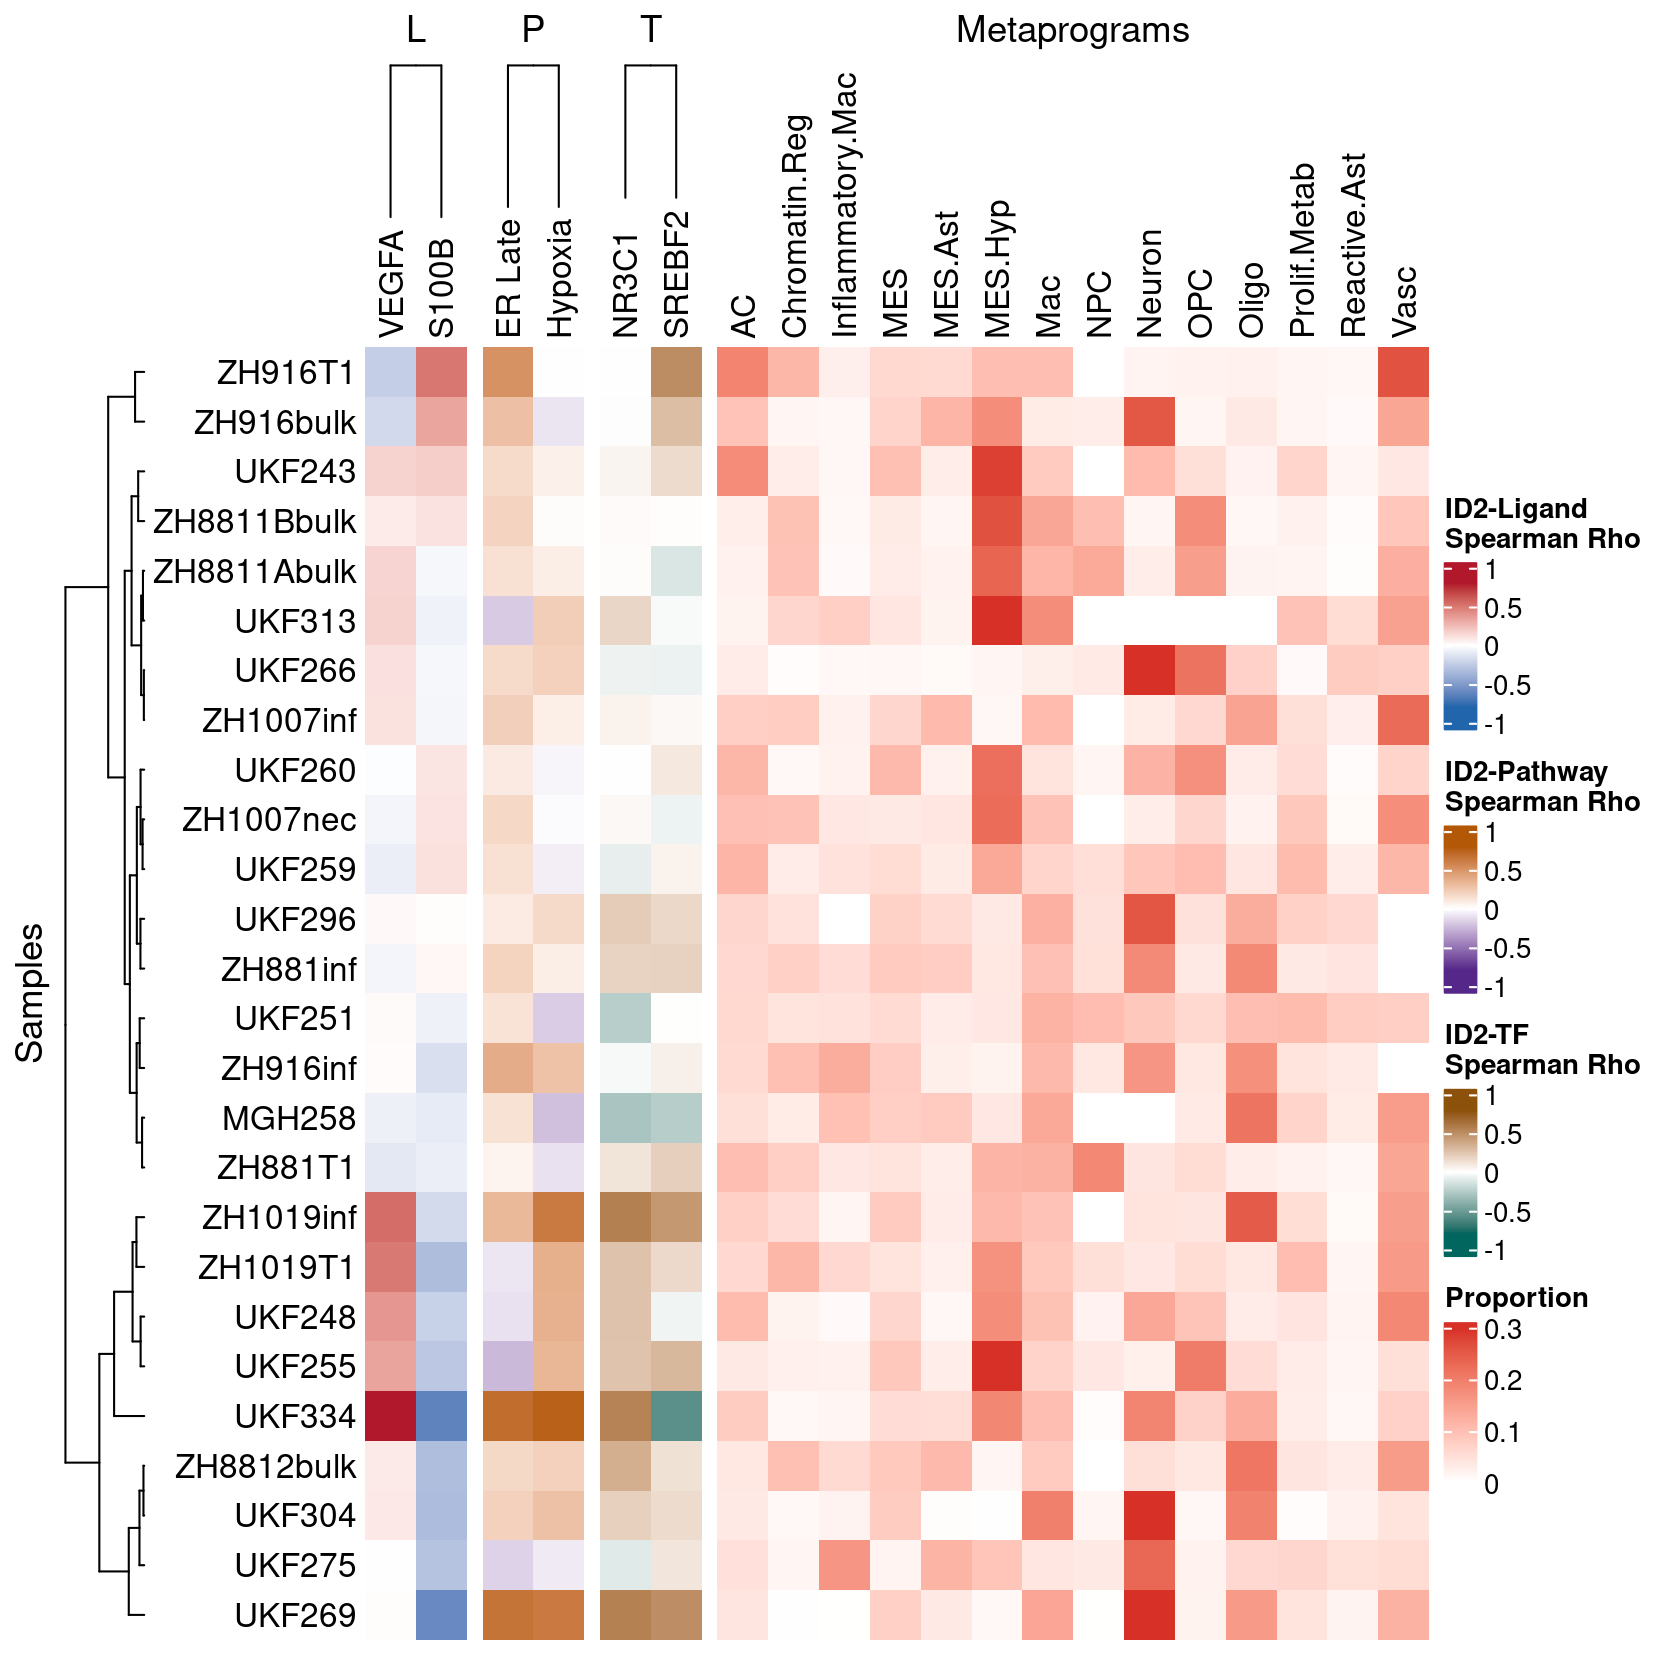 L P T Metaprograms
VEGFA
S100B
ER Late
Hypoxia
NR3C1
SREBF2
AC
Chromatin.Reg
Inflammatory.Mac
MES
MES.Ast
MES.Hyp
Mac
NPC
Neuron
OPC
Oligo
Prolif.Metab
Reactive.Ast
Vasc
Samples
ZH916T1
ZH916bulk
UKF243
ZH8811Bbulk
ZH8811Abulk
UKF313
UKF266
ZH1007inf
UKF260
ZH1007nec
UKF259
UKF296
ZH881inf
UKF251
ZH916inf
MGH258
ZH881T1
ZH1019inf
ZH1019T1
UKF248
UKF255
UKF334
ZH8812bulk
UKF304
UKF275
UKF269
ID2-Ligand
Spearman Rho
1
0.5
0
-0.5
-1
ID2-Pathway
Spearman Rho
1
0.5
0
-0.5
-1
ID2-TF
Spearman Rho
1
0.5
0
-0.5
-1
Proportion
0.3
0.2
0.1
0